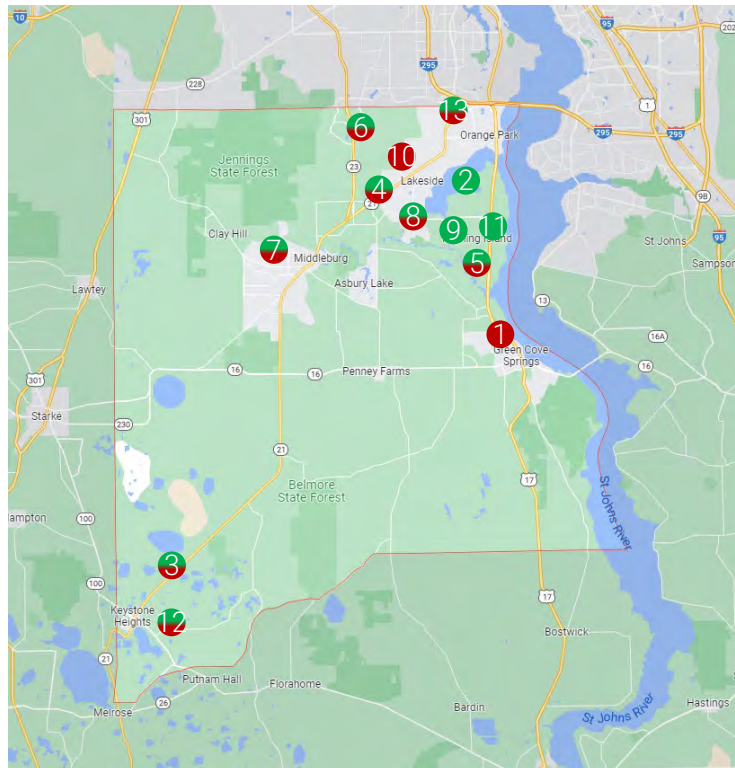 10
95
202
295
228
301
1
13
Orange Park
6
295
295
10
Jennings
State Forest
23
4
Lakeside
2
21
9B
8
11
Clay Hill
9
95
St Johns
7
Middleburg
5
Sampson
Asbury Lake
Lawtey
13
1
16A
Green Cove
Springs
16
16
16
Penney Farms
301
Starke
230
21
17
Belmore
State Forest
St Johns River
100
3
100
17
Keystone
Heights
12
Bostwick
21
Putnam Hall
Florahome
26
Melrose
Bardin
Hastings
St Johns River